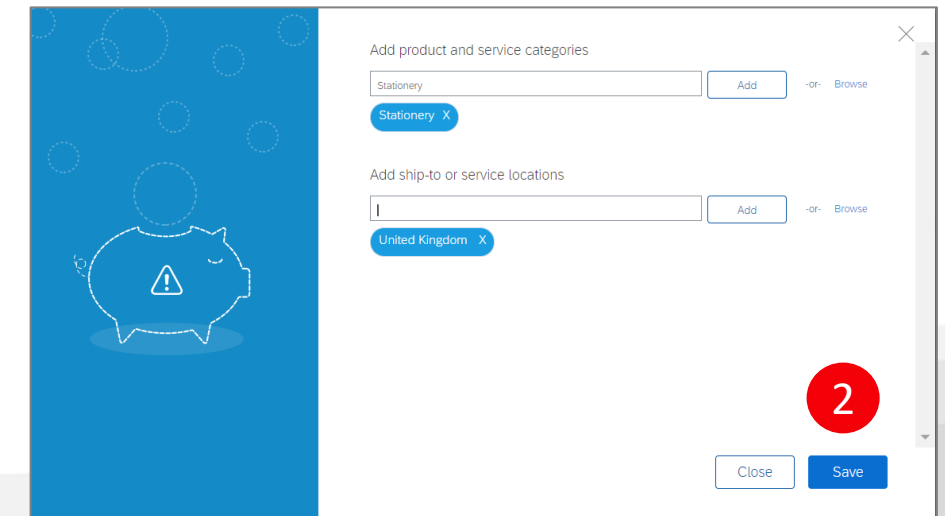 Add product and service categories
Stationery Add -or- Browse
Stationery X
Add ship-to or service locations
Add -or- Browse
United Kingdom X
2
Close Save